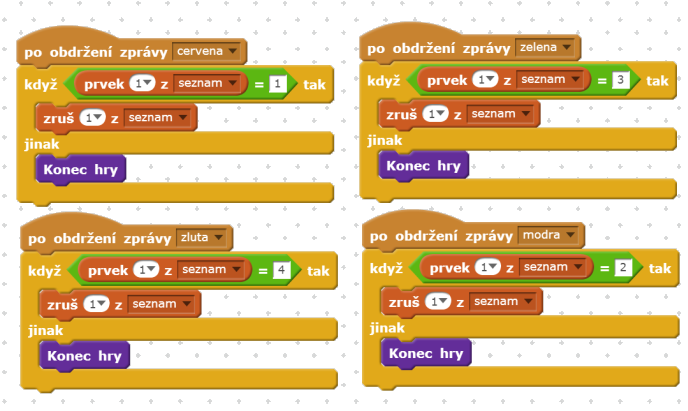 po obdržení zprávy cervena
když prvek 1 z seznam = 1 tak
zruš 1 z seznam
jinak
Konec hry
po obdržení zprávy zelena
když prvek 1 z seznam = 3 tak
zruš 1 z seznam
jinak
Konec hry
po obdržení zprávy zluta
když prvek 1 z seznam = 4 tak
zruš 1 z seznam
jinak
Konec hry
po obdržení zprávy modra
když prvek 1 z seznam = 2 tak
zruš 1 z seznam
jinak
Konec hry